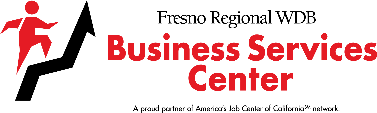 Fresno Regional WDB
Business Services
Center
A proud partner of America's Job Center of California℠ network